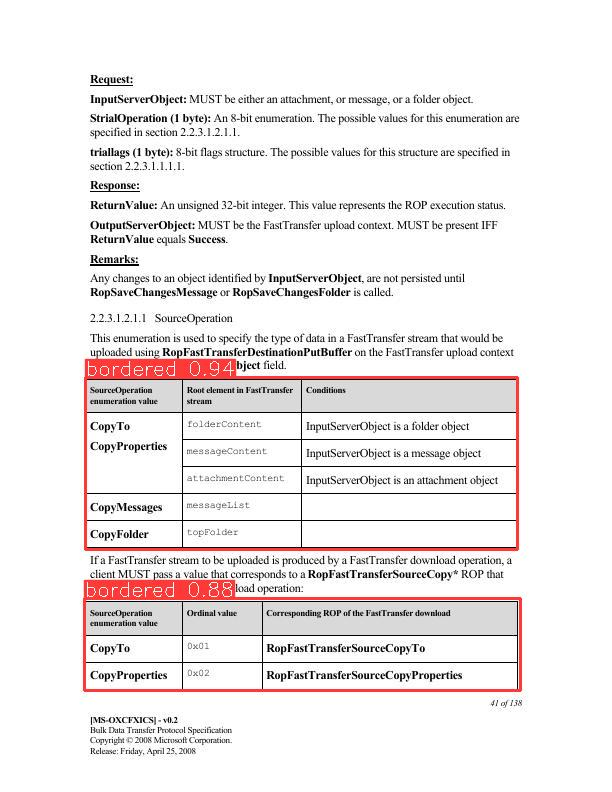 Request:
InputServerObject: MUST be either an attachment, or message, or a folder object.
StrialOperation (1 byte): An 8-bit enumeration. The possible values for this enumeration are
specified in section 2.2.3.1.2.1.1.
triallags (1 byte): 8-bit flags structure. The possible values for this structure are specified in
section 2.2.3.1.1.1.1.
Response:
ReturnValue: An unsigned 32-bit integer. This value represents the ROP execution status.
OutputServerObject: MUST be the FastTransfer upload context. MUST be present IFF
ReturnValue equals Success.
Remarks:
Any changes to an object identified by InputServerObject, are not persisted until
RopSaveChangesMessage or RopSaveChangesFolder is called.
2.2.3.1.2.1.1 SourceOperation
This enumeration is used to specify the type of data in a FastTransfer stream that would be
uploaded using RopFastTransferDestinationPutBuffer on the FastTransfer upload context
bordered 0.94 bject field.
SourceOperation enumeration value Root element in FastTransfer stream Conditions
CopyTo folderContent InputServerObject is a folder object
CopyProperties messageContent InputServerObject is a message object
attachmentContent InputServerObject is an attachment object
CopyMessages messageList
CopyFolder topFolder
If a FastTransfer stream to be uploaded is produced by a FastTransfer download operation, a
client MUST pass a value that corresponds to a RopFastTransferSourceCopy* ROP that
bordered 0.88 load operation:
SourceOperation enumeration value Ordinal value Corresponding ROP of the FastTransfer download
CopyTo 0x01 RopFastTransferSourceCopyTo
CopyProperties 0x02 RopFastTransferSourceCopyProperties
41 of 138
[MS-OXCFXICS] - v0.2
Bulk Data Transfer Protocol Specification
Copyright © 2008 Microsoft Corporation.
Release: Friday, April 25, 2008